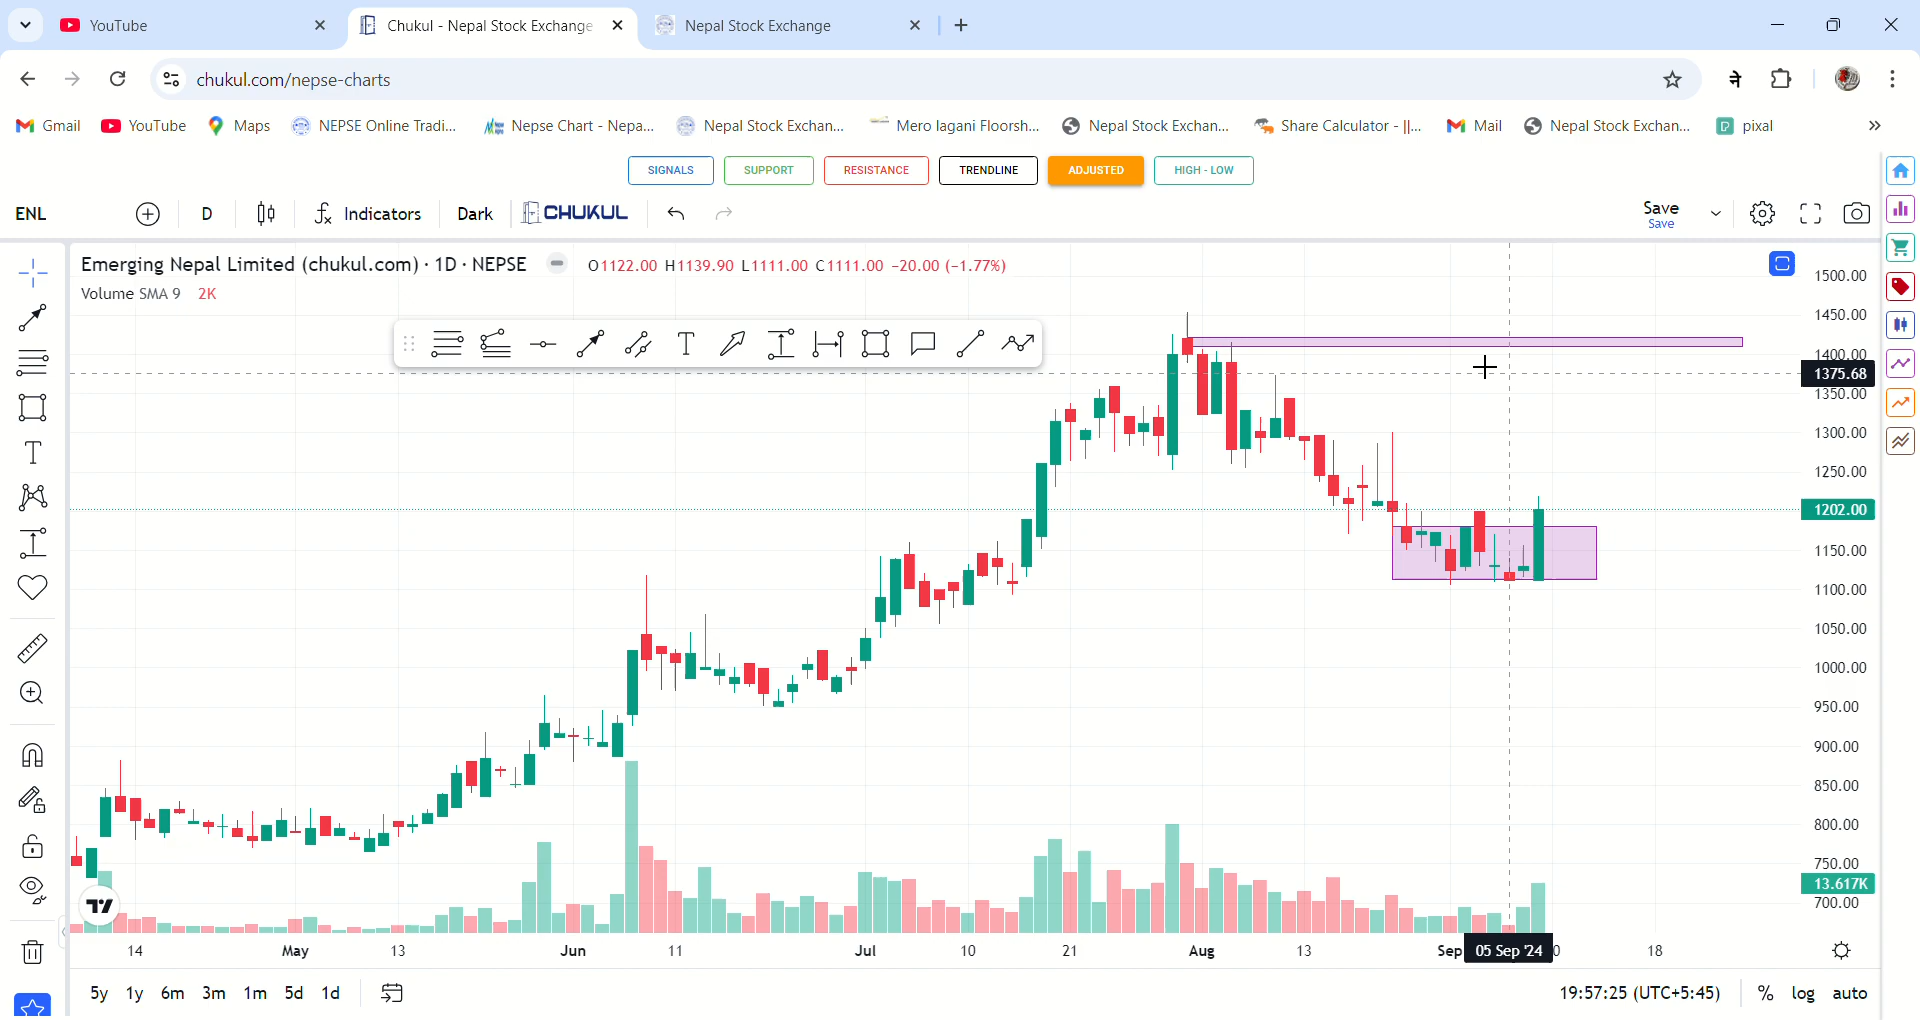 YouTube
Chukul - Nepal Stock Exchange
Nepal Stock Exchange
chukul.com/nepse-charts
ने
Gmail
YouTube
Maps
NEPSE Online Tradi...
Nepse Chart - Nepa...
Nepal Stock Exchan...
Mero lagani Floorsh...
Nepal Stock Exchan...
Share Calculator - ||...
Mail
Nepal Stock Exchan...
pixal
SIGNALS
SUPPORT
RESISTANCE
TRENDLINE
ADJUSTED
HIGH - LOW
ENL
D
Indicators
Dark
CHUKUL
Save
Save
Emerging Nepal Limited (chukul.com) · 1D · NEPSE
O1122.00 H1139.90 L1111.00 C1111.00 -20.00 (-1.77%)
Volume SMA 9 2K
1500.00
1450.00
1400.00
1375.68
1350.00
1300.00
1250.00
1202.00
1150.00
1100.00
1050.00
1000.00
950.00
900.00
850.00
800.00
750.00
13.617K
700.00
14
May
13
Jun
11
Jul
10
21
Aug
13
Sep
05 Sep '24
0
18
5y
1y
6m
3m
1m
5d
1d
19:57:25 (UTC+5:45)
%
log
auto